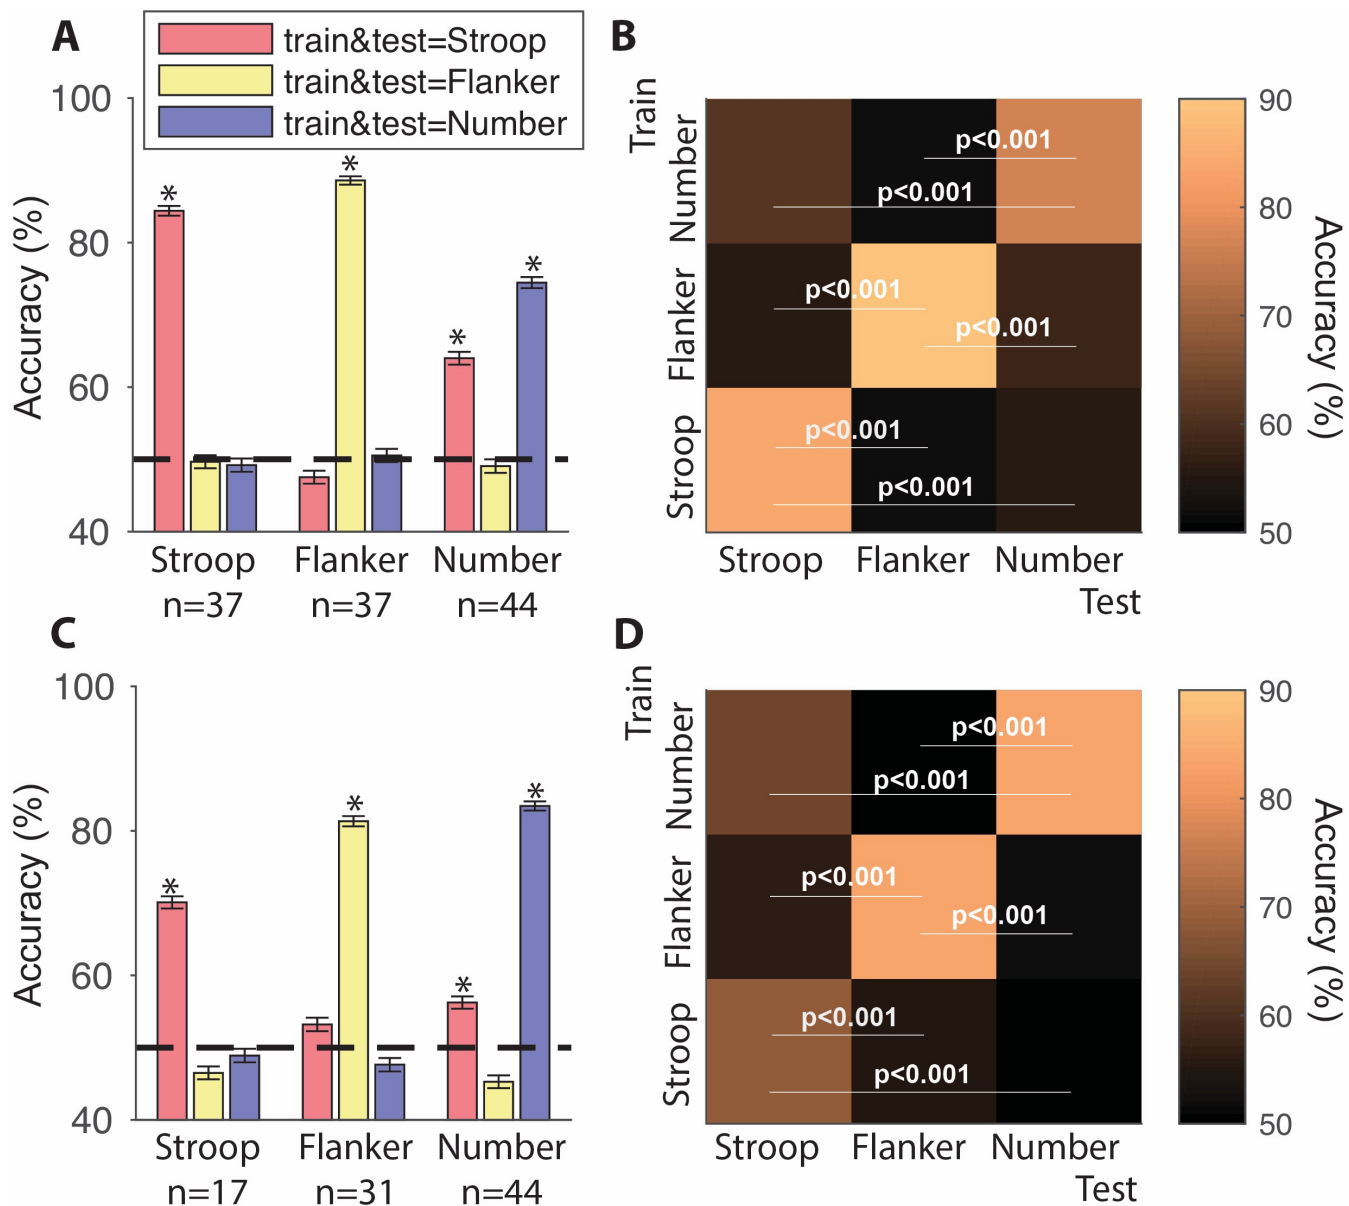 A
train&test=Stroop
train&test=Flanker
train&test=Number
100
80
60
40
Accuracy (%)
*
*
*
*
Stroop
Flanker
Number
n=37
n=37
n=44
B
Train
Number
Flanker
Stroop
p<0.001
p<0.001
p<0.001
p<0.001
p<0.001
p<0.001
Stroop
Flanker
Number
Test
90
80
70
60
50
Accuracy (%)
C
100
80
60
40
Accuracy (%)
*
*
*
*
Stroop
Flanker
Number
n=17
n=31
n=44
D
Train
Number
Flanker
Stroop
p<0.001
p<0.001
p<0.001
p<0.001
p<0.001
p<0.001
Stroop
Flanker
Number
Test
90
80
70
60
50
Accuracy (%)